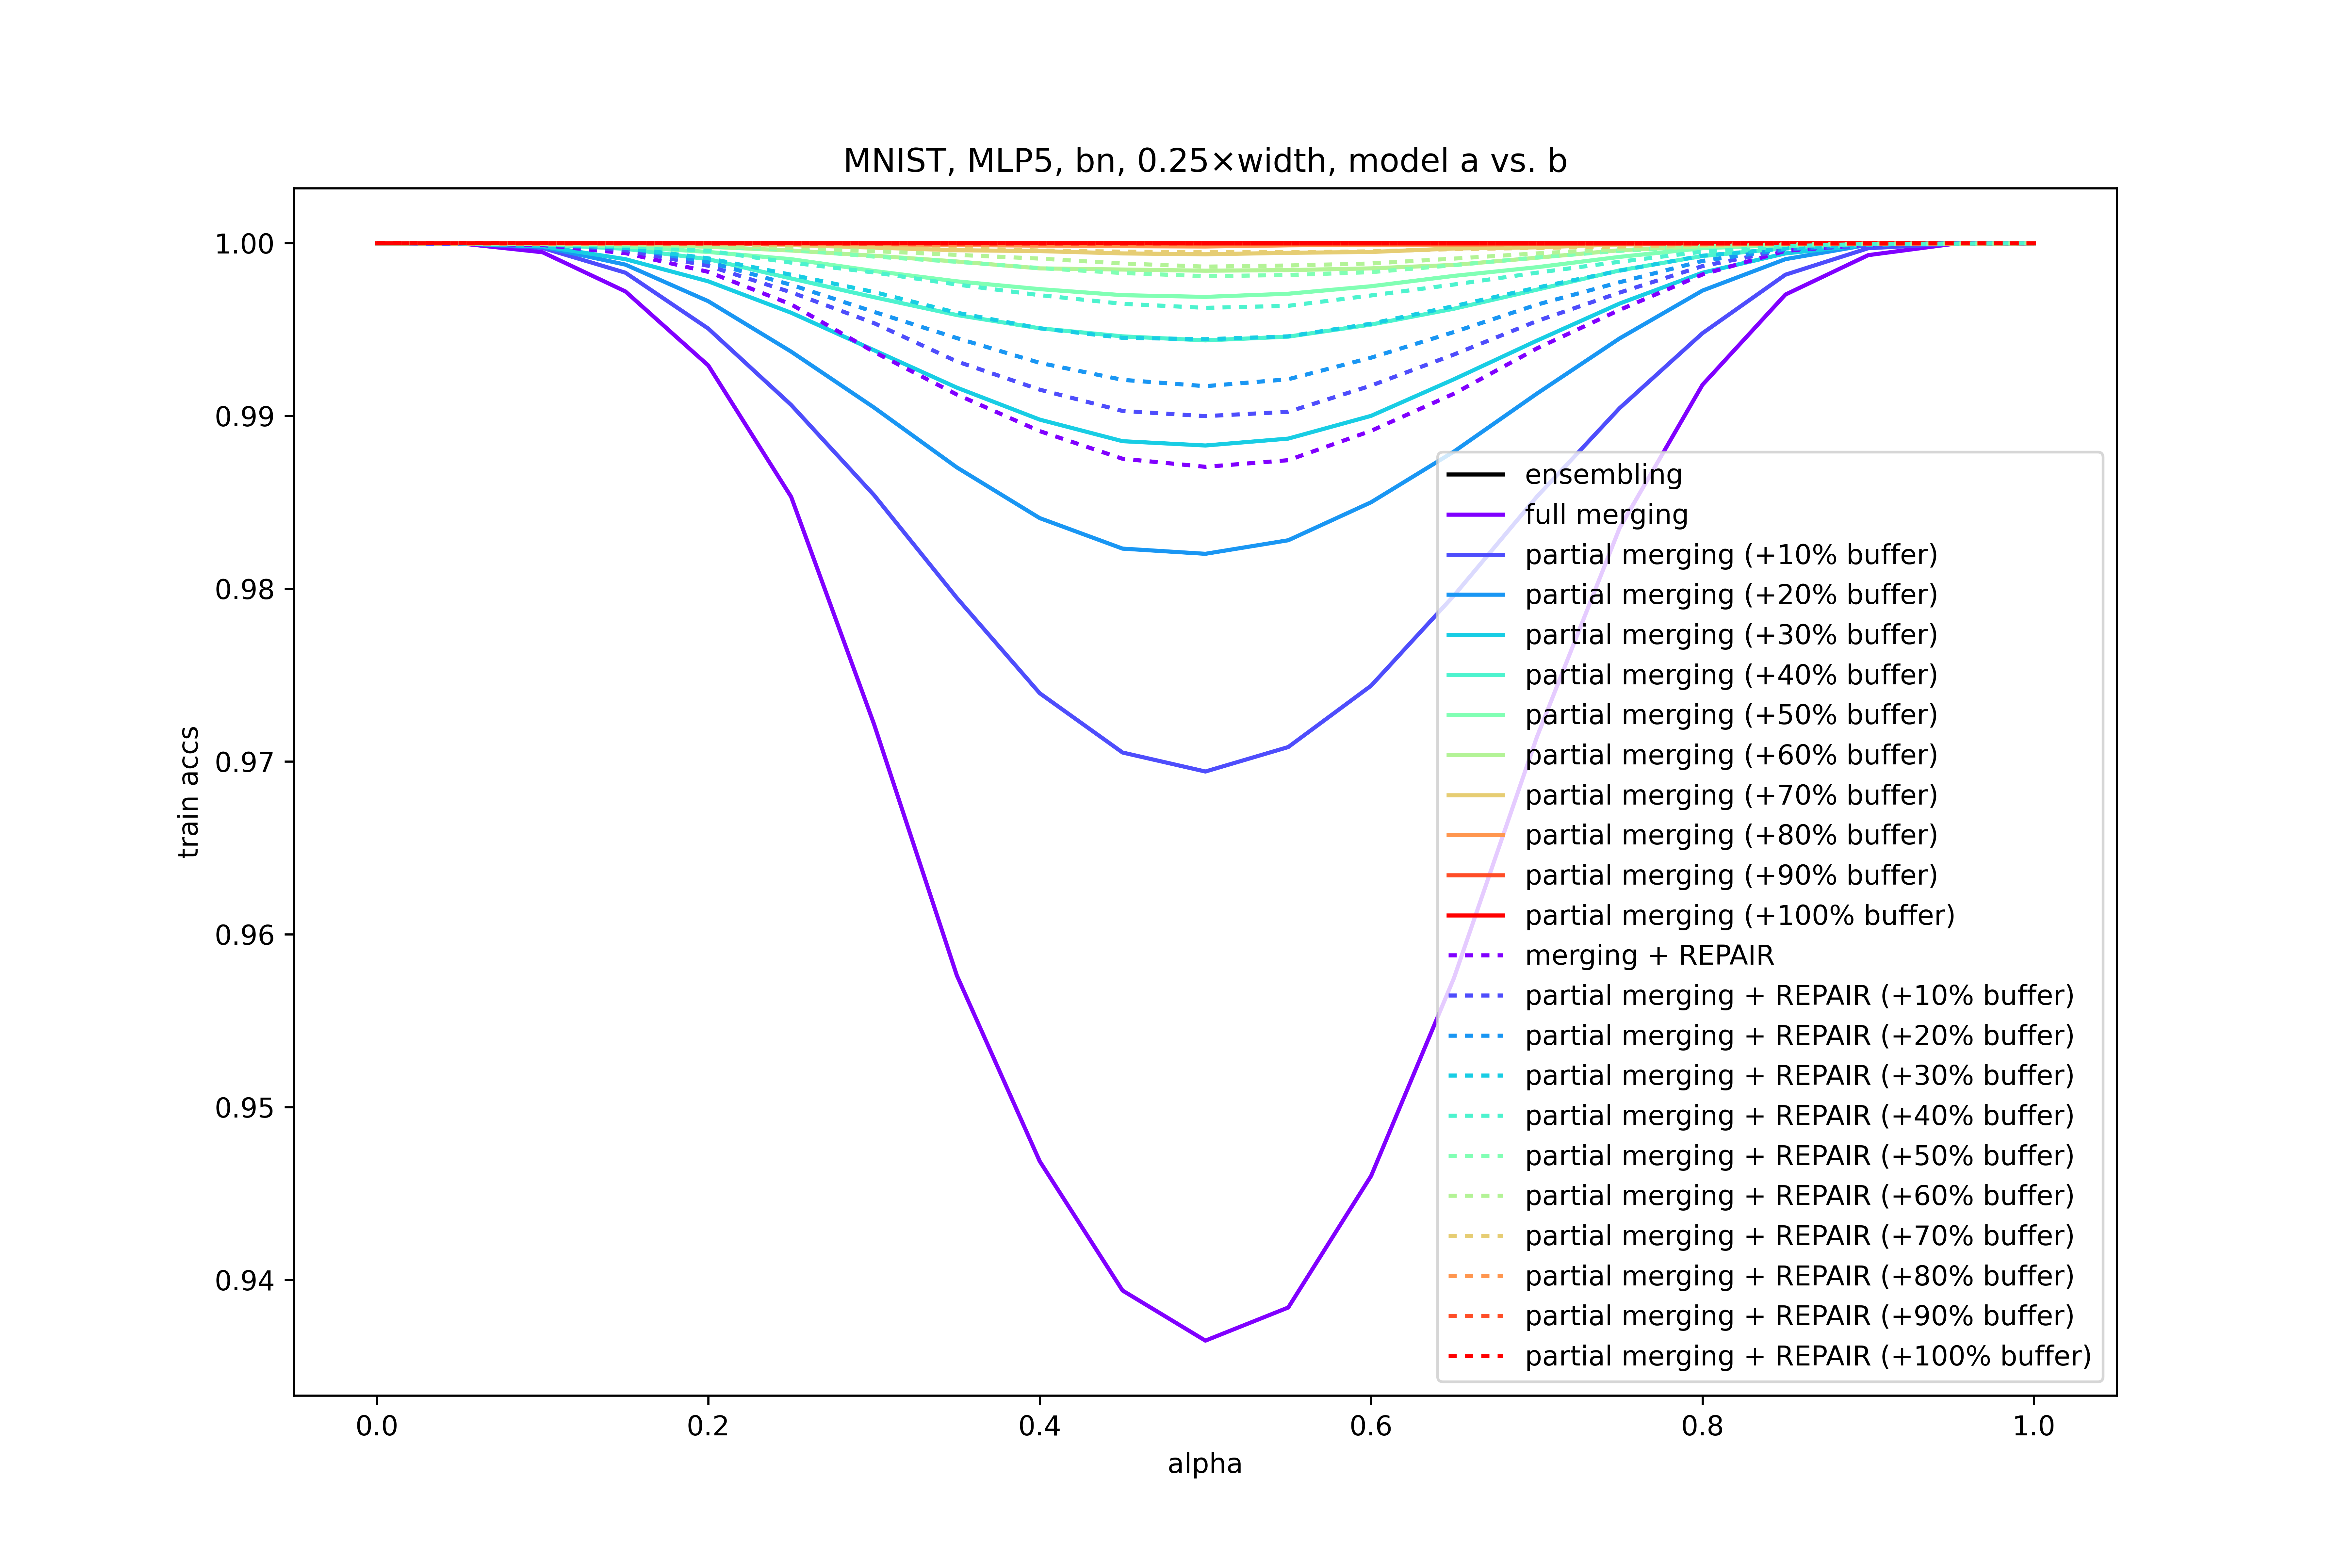 MNIST, MLP5, bn, 0.25×width, model a vs. b
1.00
0.99
0.98
0.97
0.96
0.95
0.94
train accs
ensembling
full merging
partial merging (+10% buffer)
partial merging (+20% buffer)
partial merging (+30% buffer)
partial merging (+40% buffer)
partial merging (+50% buffer)
partial merging (+60% buffer)
partial merging (+70% buffer)
partial merging (+80% buffer)
partial merging (+90% buffer)
partial merging (+100% buffer)
merging + REPAIR
partial merging + REPAIR (+10% buffer)
partial merging + REPAIR (+20% buffer)
partial merging + REPAIR (+30% buffer)
partial merging + REPAIR (+40% buffer)
partial merging + REPAIR (+50% buffer)
partial merging + REPAIR (+60% buffer)
partial merging + REPAIR (+70% buffer)
partial merging + REPAIR (+80% buffer)
partial merging + REPAIR (+90% buffer)
partial merging + REPAIR (+100% buffer)
0.0 0.2 0.4 0.6 0.8 1.0
alpha